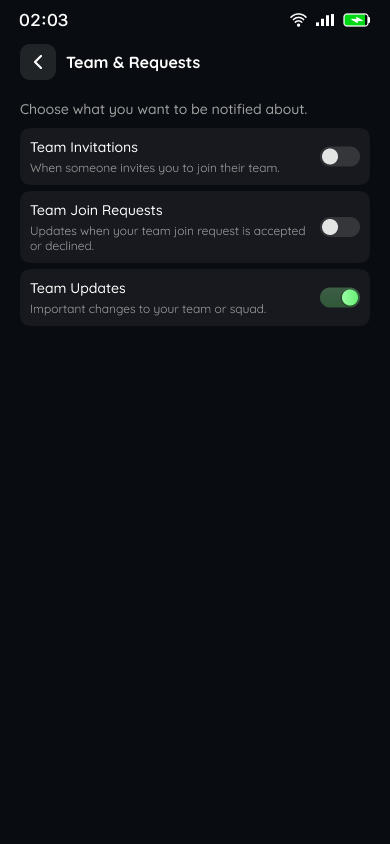 02:03
Team & Requests
Choose what you want to be notified about.
Team Invitations
When someone invites you to join their team.
Team Join Requests
Updates when your team join request is accepted
or declined.
Team Updates
Important changes to your team or squad.